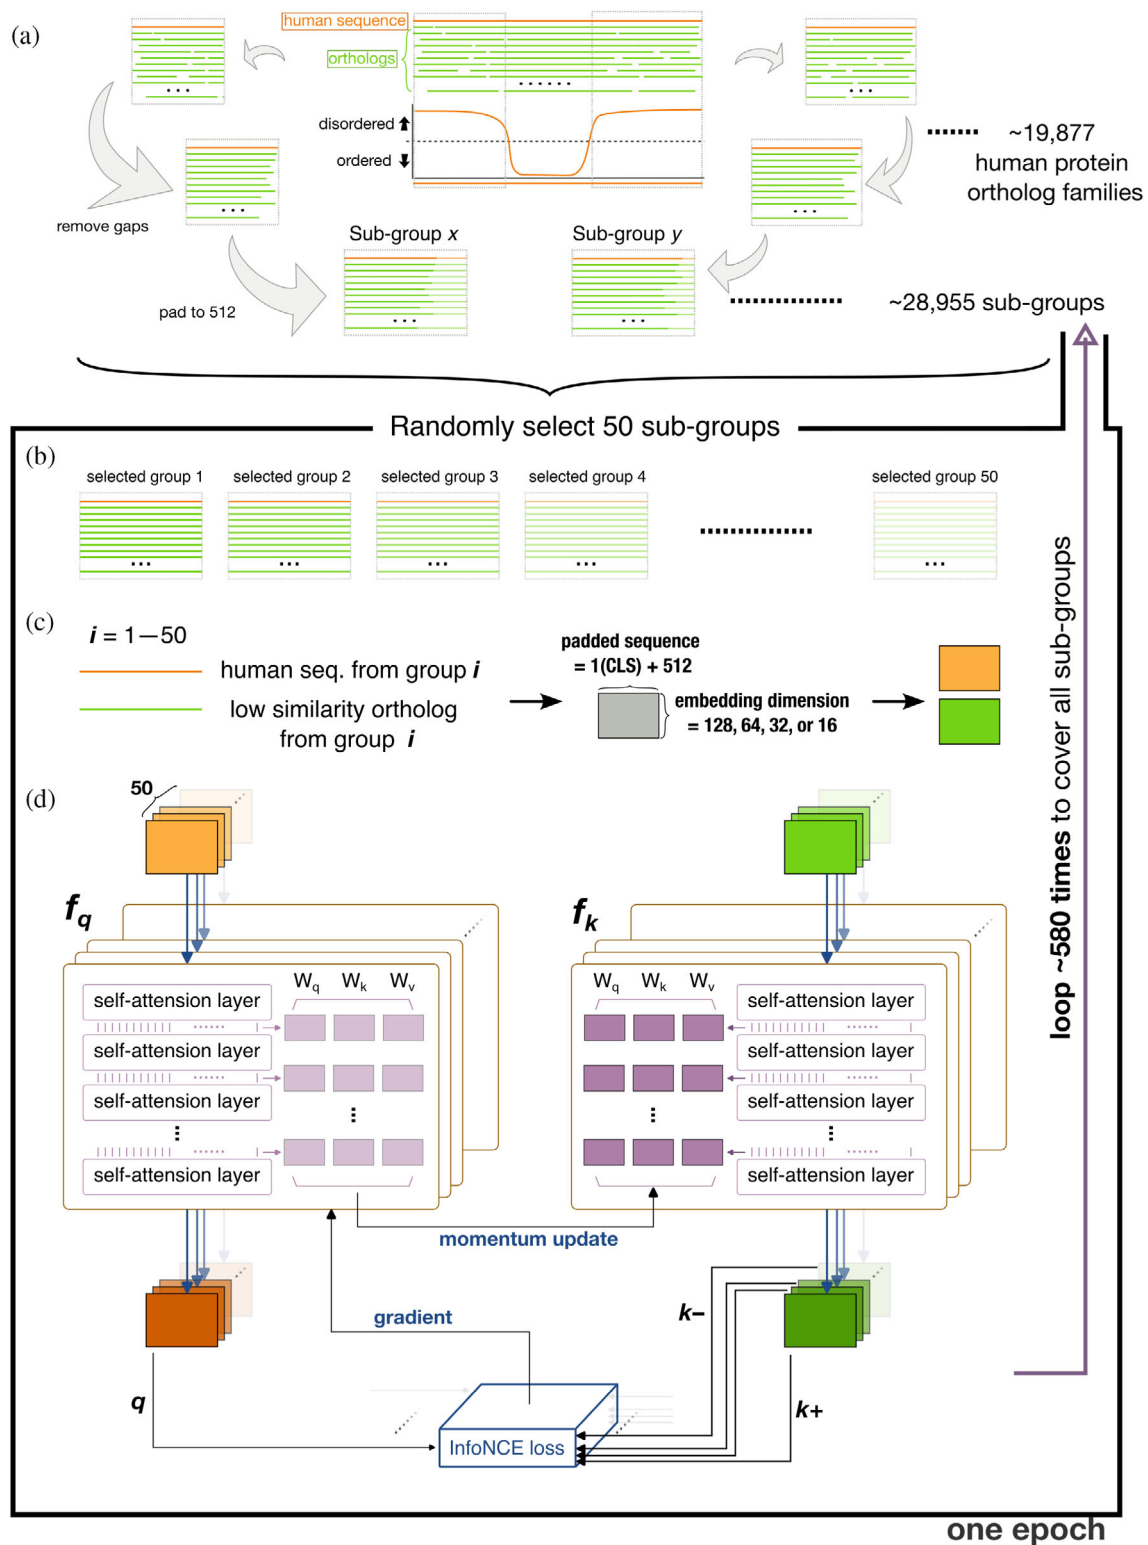 (a)
human sequence
orthologs
disordered
ordered
~19,877
human protein
ortholog families
remove gaps
Sub-group x
Sub-group y
pad to 512
~28,955 sub-groups
Randomly select 50 sub-groups
(b)
selected group 1
selected group 2
selected group 3
selected group 4
selected group 50
(c)
i = 1—50
human seq. from group i
low similarity ortholog
from group i
padded sequence
= 1(CLS) + 512
embedding dimension
= 128, 64, 32, or 16
loop ~580 times to cover all sub-groups
(d)
50
fq
fk
Wq Wk Wv
self-attension layer
self-attension layer
self-attension layer
self-attension layer
Wq Wk Wv
self-attension layer
self-attension layer
self-attension layer
self-attension layer
momentum update
gradient
k−
q
k+
InfoNCE loss
one epoch